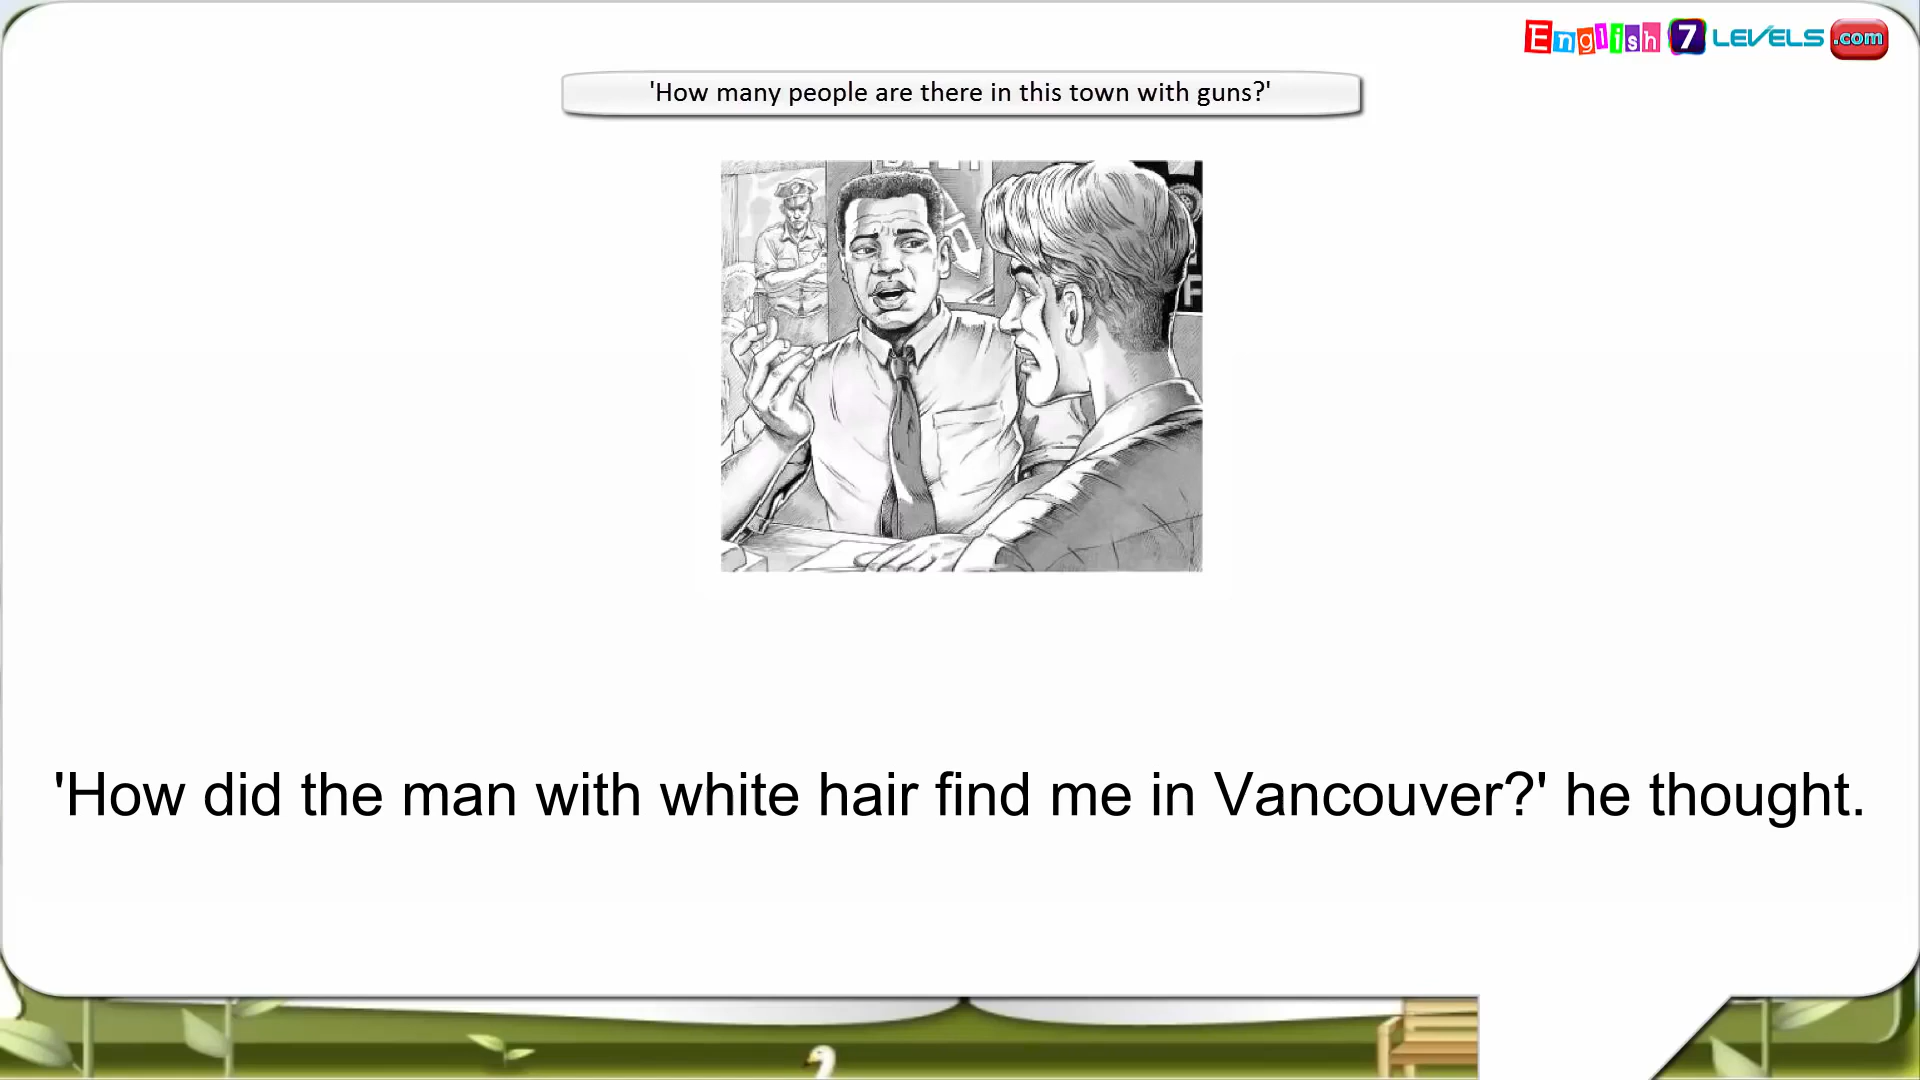 English 7 LEVELS .com
'How many people are there in this town with guns?'
'How did the man with white hair find me in Vancouver?' he thought.